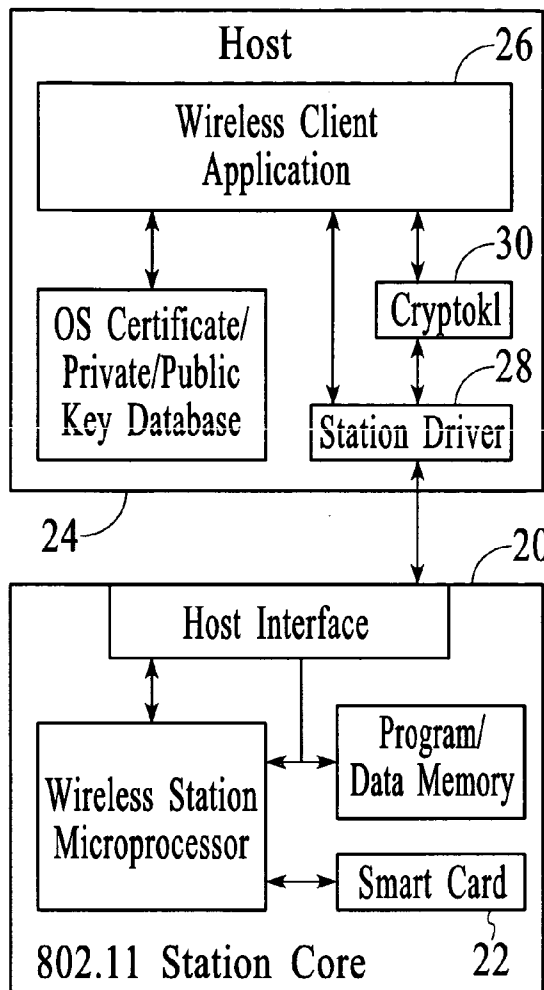 Host
26
Wireless Client
Application
30
OS Certificate/
Private/Public
Key Database
Cryptokl
28
Station Driver
24
20
Host Interface
Wireless Station
Microprocessor
Program/
Data Memory
Smart Card
802.11 Station Core
22